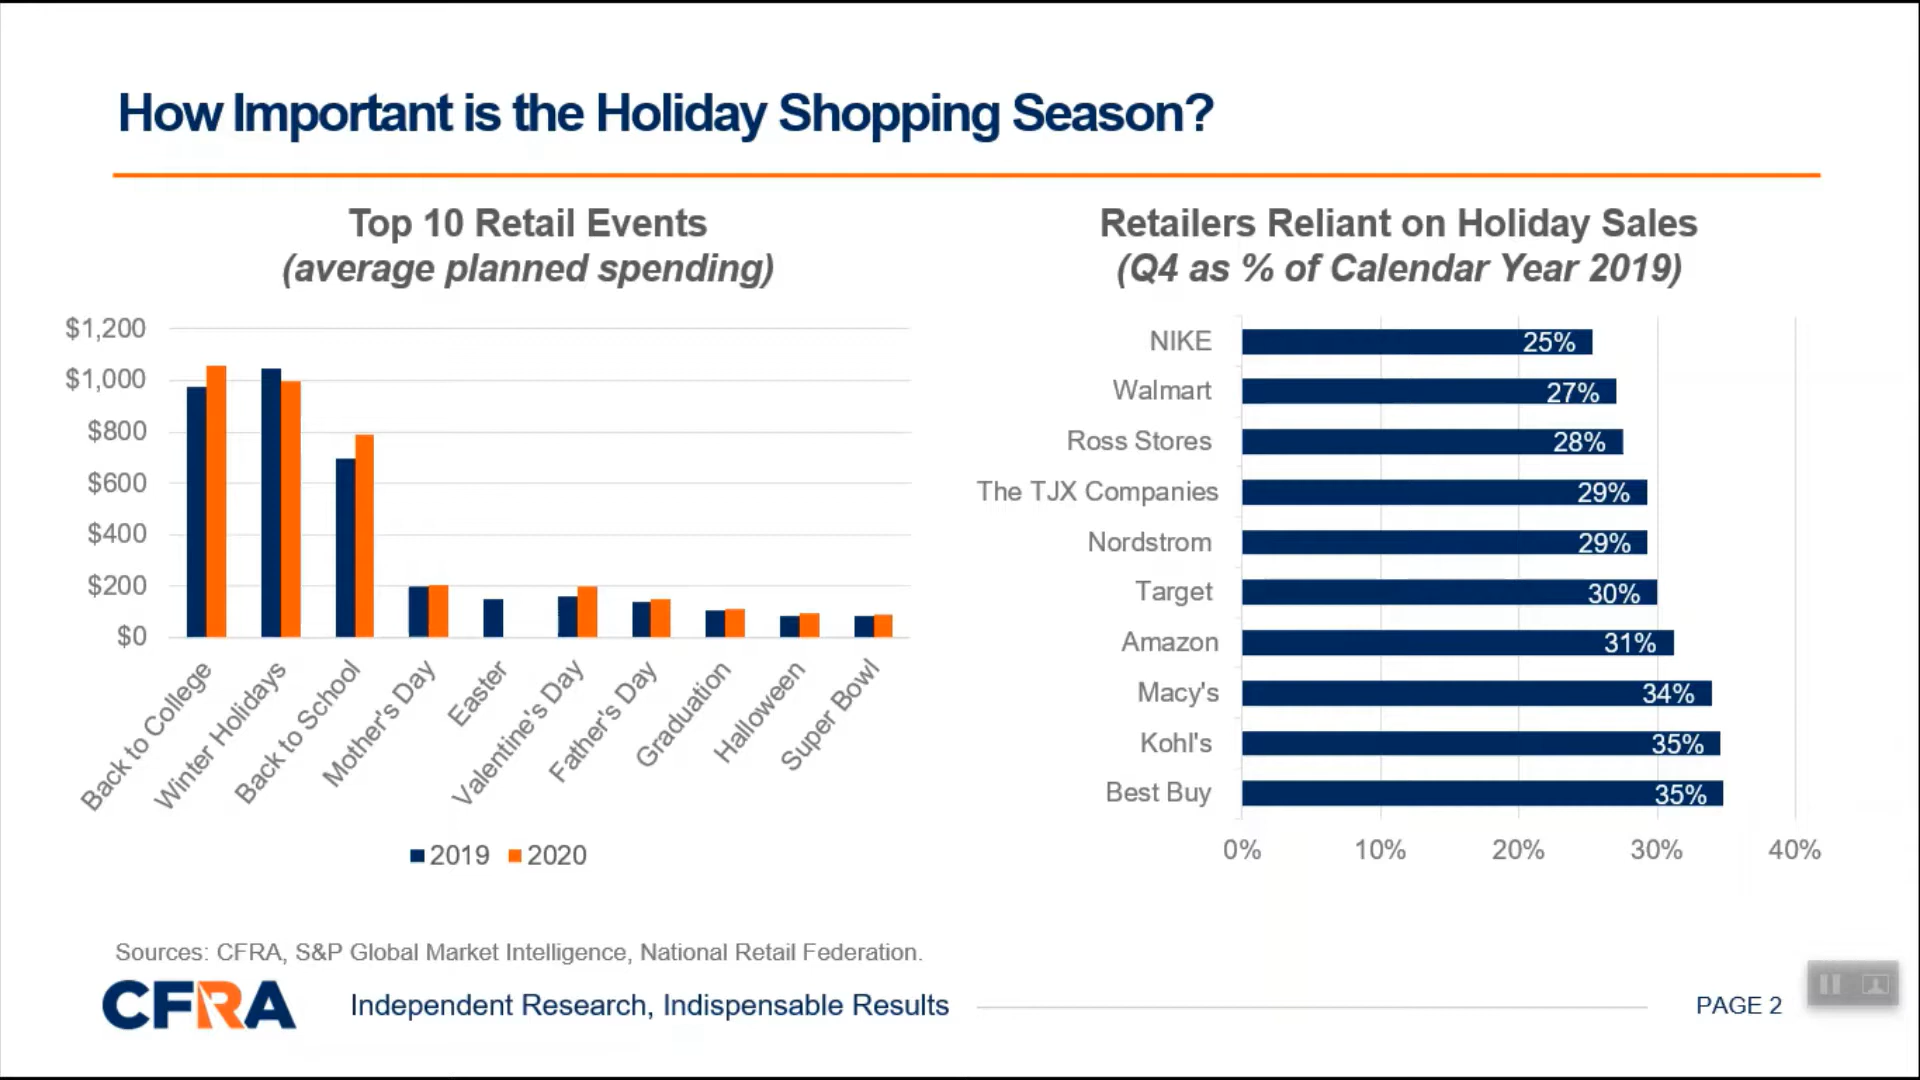 How Important is the Holiday Shopping Season?
Top 10 Retail Events
(average planned spending)
$1,200
$1,000
$800
$600
$400
$200
$0
Back to College
Winter Holidays
Back to School
Mother's Day
Easter
Valentine's Day
Father's Day
Graduation
Halloween
Super Bowl
2019 2020
Retailers Reliant on Holiday Sales
(Q4 as % of Calendar Year 2019)
NIKE 25%
Walmart 27%
Ross Stores 28%
The TJX Companies 29%
Nordstrom 29%
Target 30%
Amazon 31%
Macy's 34%
Kohl's 35%
Best Buy 35%
0% 10% 20% 30% 40%
Sources: CFRA, S&P Global Market Intelligence, National Retail Federation.
CFRA Independent Research, Indispensable Results PAGE 2